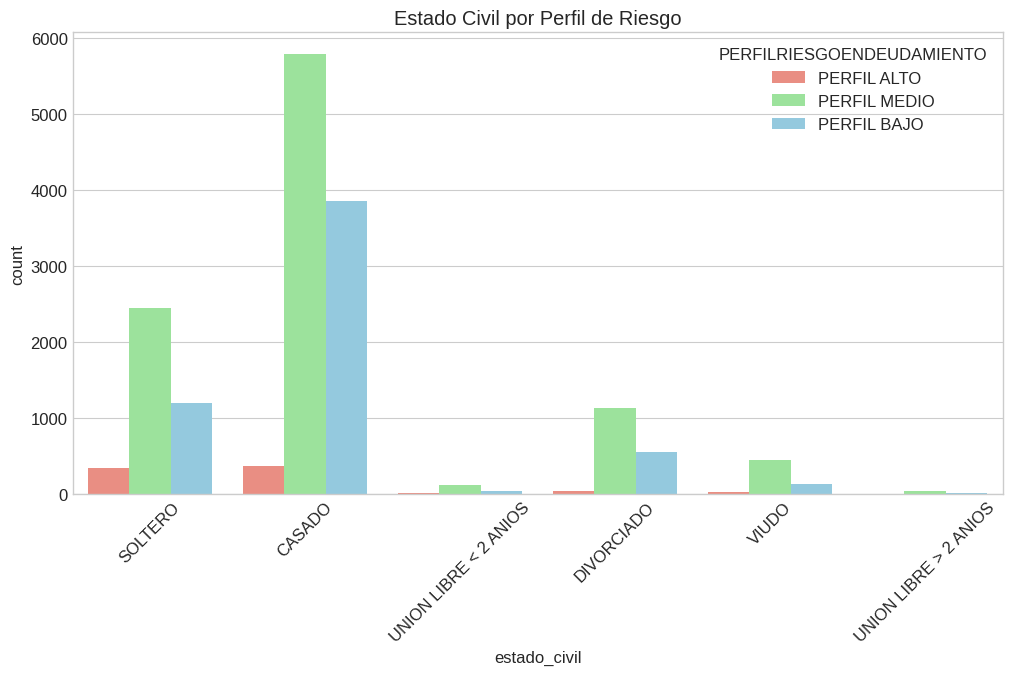 Estado Civil por Perfil de Riesgo
PERFILRIESGOENDEUDAMIENTO
PERFIL ALTO
PERFIL MEDIO
PERFIL BAJO
count
6000
5000
4000
3000
2000
1000
0
SOLTERO
CASADO
UNION LIBRE < 2 ANIOS
DIVORCIADO
VIUDO
UNION LIBRE > 2 ANIOS
estado_civil